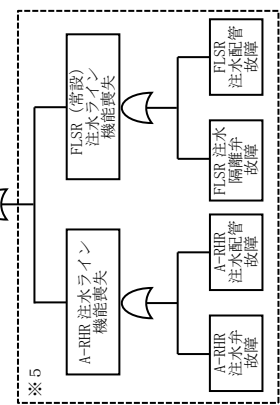 ※5
A-RHR 注水ライン
機能喪失
FLSR（常設）
注水ライン
機能喪失
A-RHR
注水弁
故障
A-RHR
注水配管
故障
FLSR 注水
隔離弁
故障
FLSR
注水配管
故障